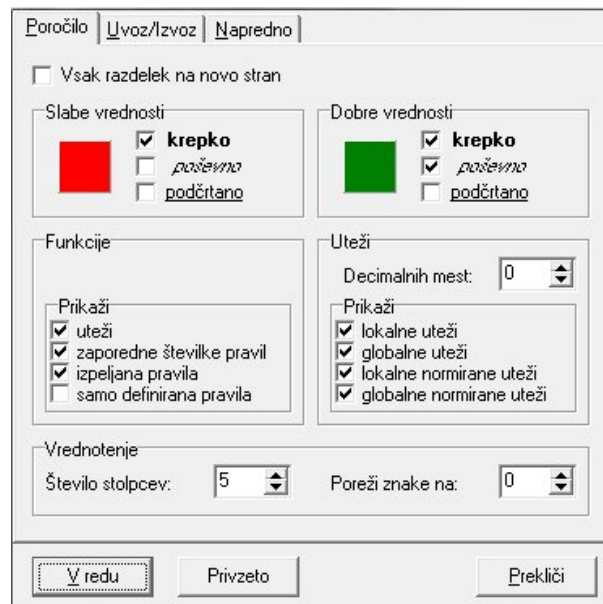 Poročilo Uvoz/Izvoz Napredno
Vsak razdelek na novo stran
Slabe vrednosti
krepko
poševno
podčrtano
Dobre vrednosti
krepko
poševno
podčrtano
Funkcije
Prikaži
uteži
zaporedne številke pravil
izpeljana pravila
samo definirana pravila
Uteži
Decimalnih mest: 0
Prikaži
lokalne uteži
globalne uteži
lokalne normirane uteži
globalne normirane uteži
Vrednotenje
Število stolpcev: 5 Poreži znake na: 0
V redu Privzeto Prekliči